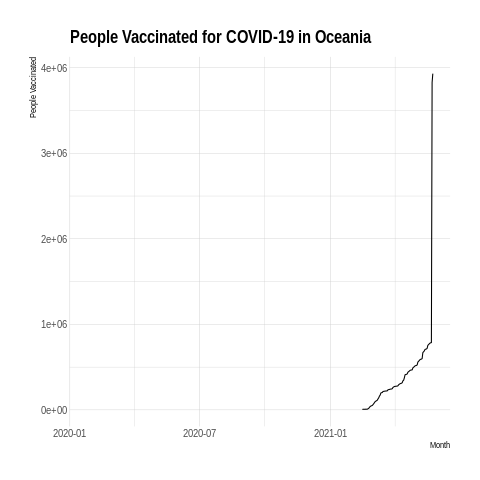 People Vaccinated for COVID-19 in Oceania
People Vaccinated
4e+06
3e+06
2e+06
1e+06
0e+00
2020-01
2020-07
2021-01
Month